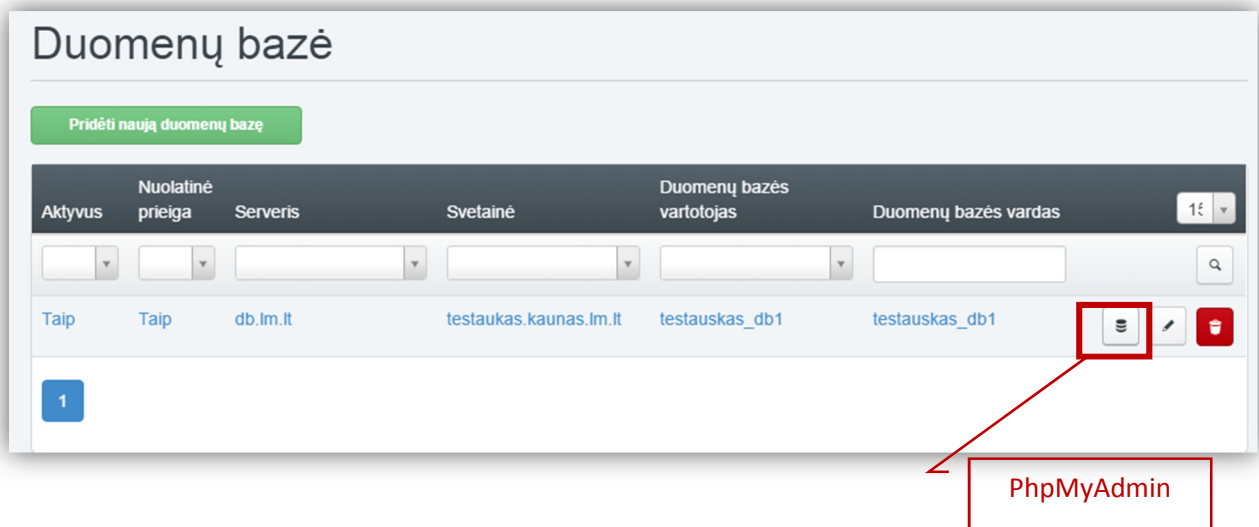 Duomenų bazė
Pridėti naują duomenų bazę
Aktyvus Nuolatinė prieiga Serveris Svetainė Duomenų bazės vartotojas Duomenų bazės vardas 15
Taip Taip db.lm.lt testaukas.kaunas.lm.lt testauskas_db1 testauskas_db1
1
PhpMyAdmin